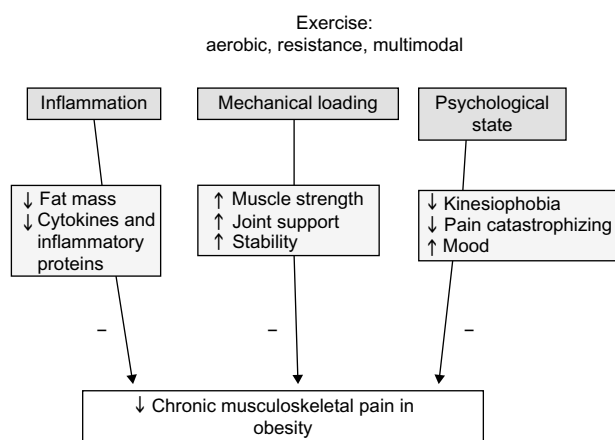 Exercise:
aerobic, resistance, multimodal
Inflammation
Mechanical loading
Psychological
state
↓ Fat mass
↓ Cytokines and
inflammatory
proteins
↑ Muscle strength
↑ Joint support
↑ Stability
↓ Kinesiophobia
↓ Pain catastrophizing
↑ Mood
–
–
–
↓ Chronic musculoskeletal pain in
obesity